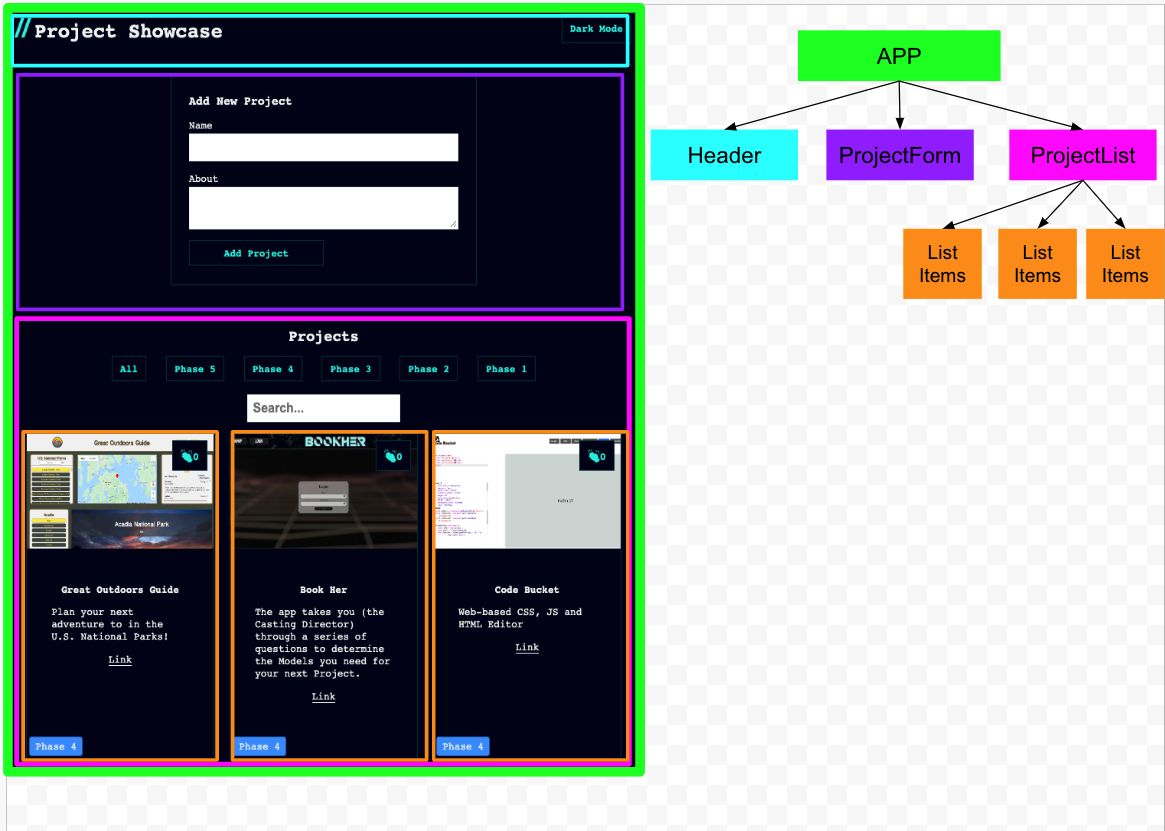 // Project Showcase
Dark Mode
Add New Project
Name
About
Add Project
Projects
All
Phase 5
Phase 4
Phase 3
Phase 2
Phase 1
Search...
Great Outdoors Guide
Acadia National Park
0
Great Outdoors Guide
Plan your next
adventure to in the
U.S. National Parks!
Link
Phase 4
BOOKHER
Login
0
Book Her
The app takes you (the
Casting Director)
through a series of
questions to determine
the Models you need for
your next Project.
Link
Phase 4
Code Bucket
0
Code Bucket
Web-based CSS, JS and
HTML Editor
Link
Phase 4
APP
Header
ProjectForm
ProjectList
List
Items
List
Items
List
Items